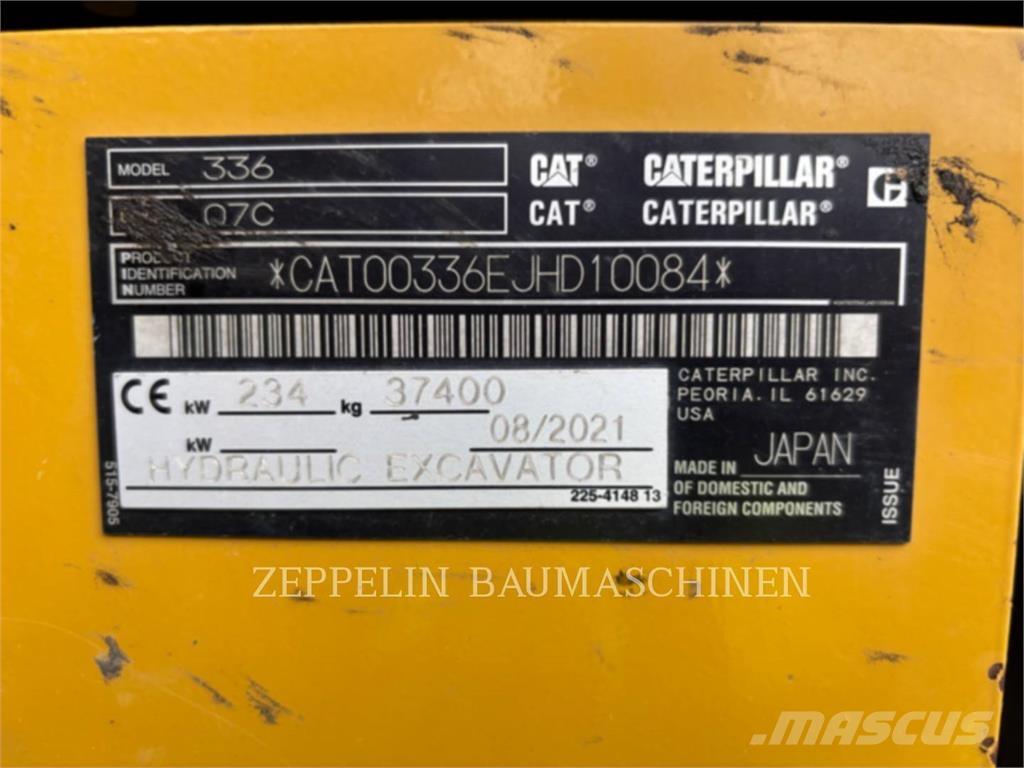 MODEL 336
07C
CAT® CATERPILLAR®
CAT® CATERPILLAR®
PRODUCT IDENTIFICATION NUMBER
*CAT00336EJHD10084*
CE kW 234 kg 37400
kW 08/2021
HYDRAULIC EXCAVATOR
225-4148 13
515-7905
CATERPILLAR INC.
PEORIA, IL 61629
USA
MADE IN JAPAN
OF DOMESTIC AND
FOREIGN COMPONENTS
ISSUE
ZEPPELIN BAUMASCHINEN
MASCUS